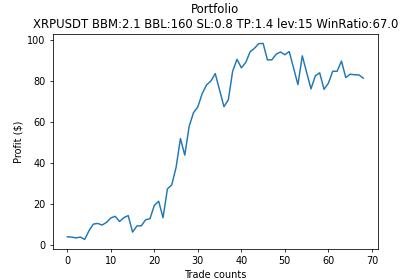 Portfolio
XRPUSDT BBM:2.1 BBL:160 SL:0.8 TP:1.4 lev:15 WinRatio:67.0
100
80
60
40
20
0
Profit ($)
0 10 20 30 40 50 60 70
Trade counts